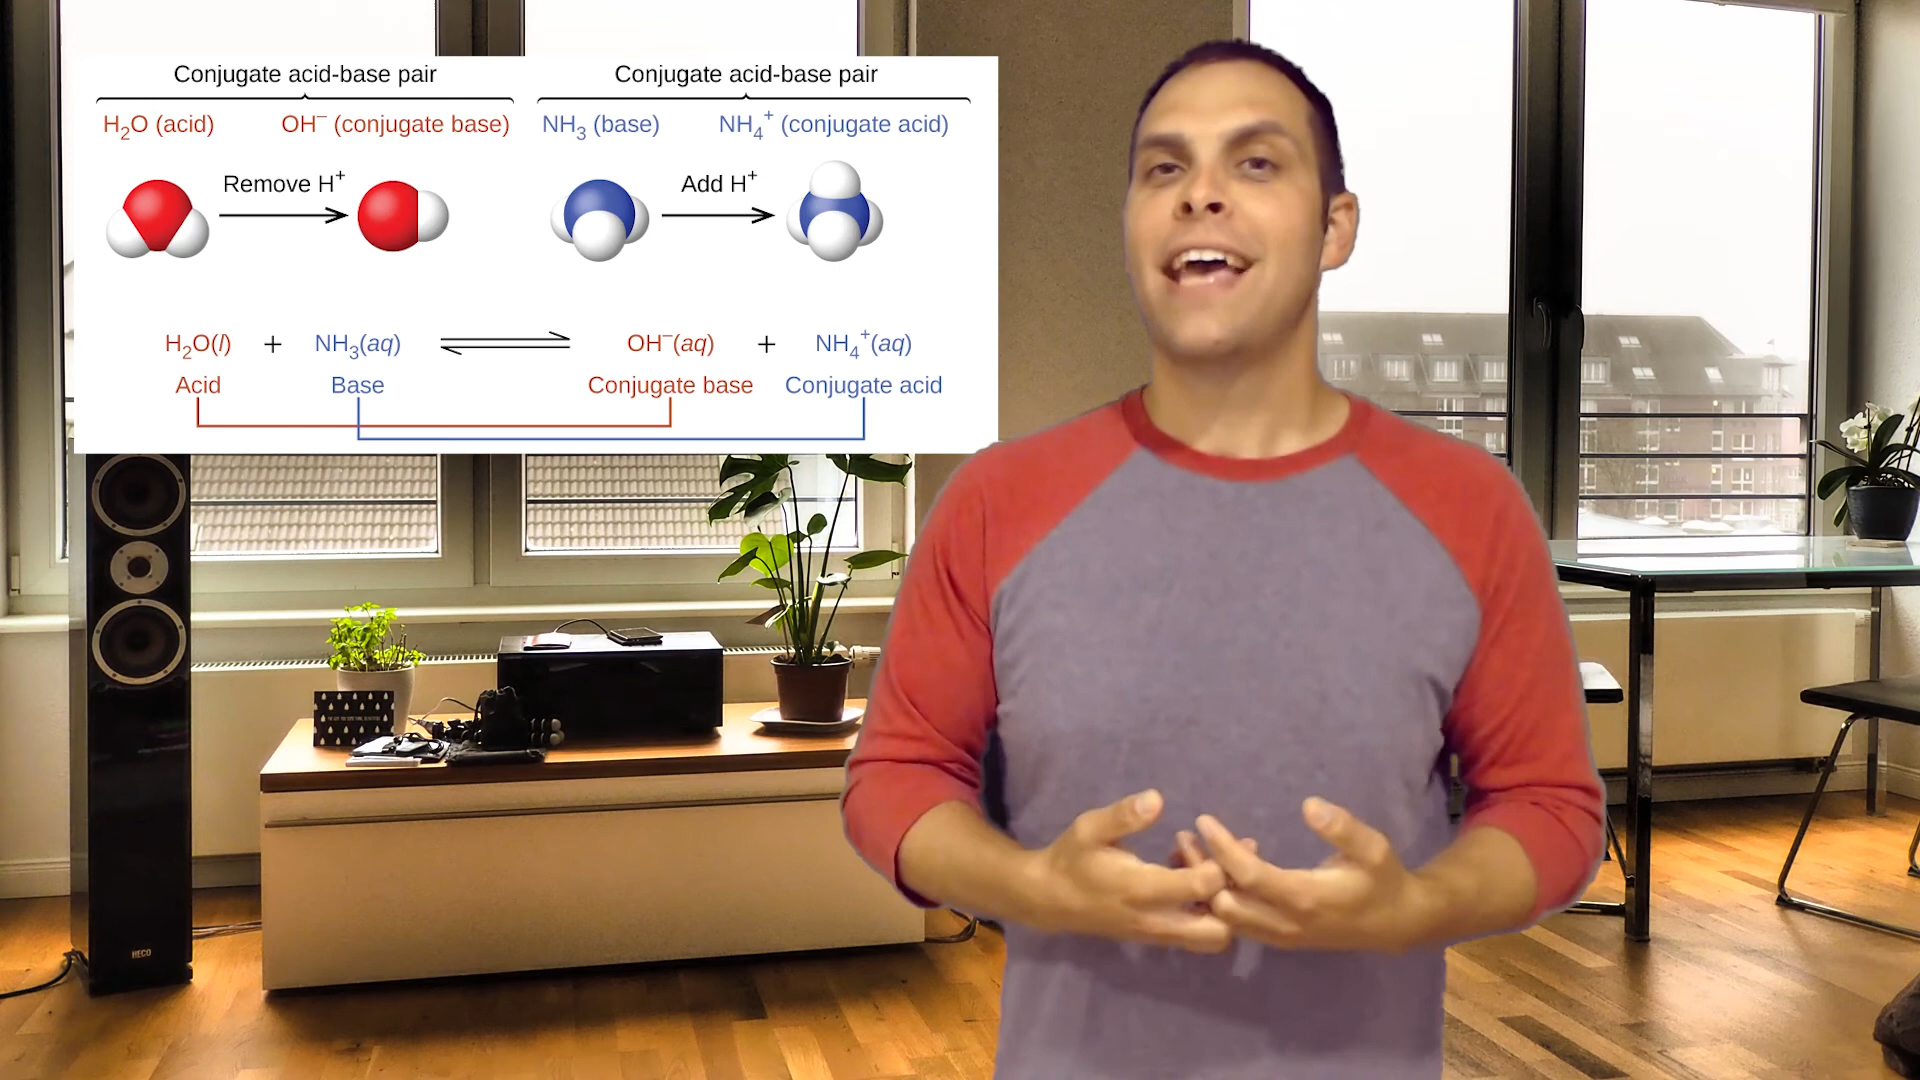 Conjugate acid-base pair Conjugate acid-base pair
H₂O (acid) OH⁻ (conjugate base) NH₃ (base) NH₄⁺ (conjugate acid)
Remove H⁺ Add H⁺
H₂O(l) + NH₃(aq) ⇌ OH⁻(aq) + NH₄⁺(aq)
Acid Base Conjugate base Conjugate acid
HECO